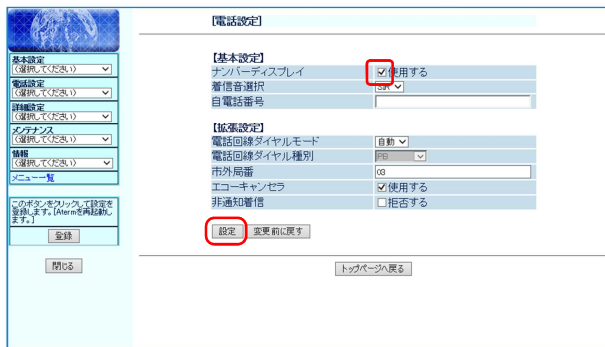 [電話設定]
基本設定
(選択してください)
電話設定
(選択してください)
詳細設定
(選択してください)
メンテナンス
(選択してください)
情報
(選択してください)
メニュー一覧
このボタンをクリックして設定を
登録します。[Atermを再起動し
ます。]
登録
閉じる
【基本設定】
ナンバーディスプレイ 使用する
着信音選択 SIR
自電話番号
【拡張設定】
電話回線ダイヤルモード 自動
電話回線ダイヤル種別 PB
市外局番 03
エコーキャンセラ 使用する
非通知着信 拒否する
設定 変更前に戻す
トップページへ戻る